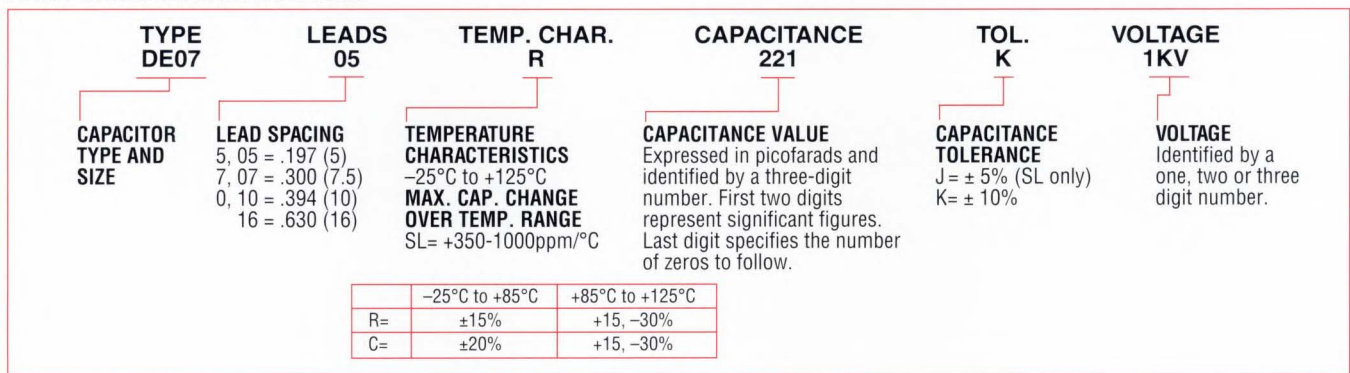 TYPE LEADS TEMP. CHAR. CAPACITANCE TOL. VOLTAGE
DE07 05 R 221 K 1KV
CAPACITOR
TYPE AND
SIZE
LEAD SPACING
5, 05 = .197 (5)
7, 07 = .300 (7.5)
0, 10 = .394 (10)
16 = .630 (16)
TEMPERATURE
CHARACTERISTICS
–25°C to +125°C
MAX. CAP. CHANGE
OVER TEMP. RANGE
SL= +350-1000ppm/°C
CAPACITANCE VALUE
Expressed in picofarads and
identified by a three-digit
number. First two digits
represent significant figures.
Last digit specifies the number
of zeros to follow.
CAPACITANCE
TOLERANCE
J= ± 5% (SL only)
K= ± 10%
VOLTAGE
Identified by a
one, two or three
digit number.
–25°C to +85°C +85°C to +125°C
R= ±15% +15, –30%
C= ±20% +15, –30%